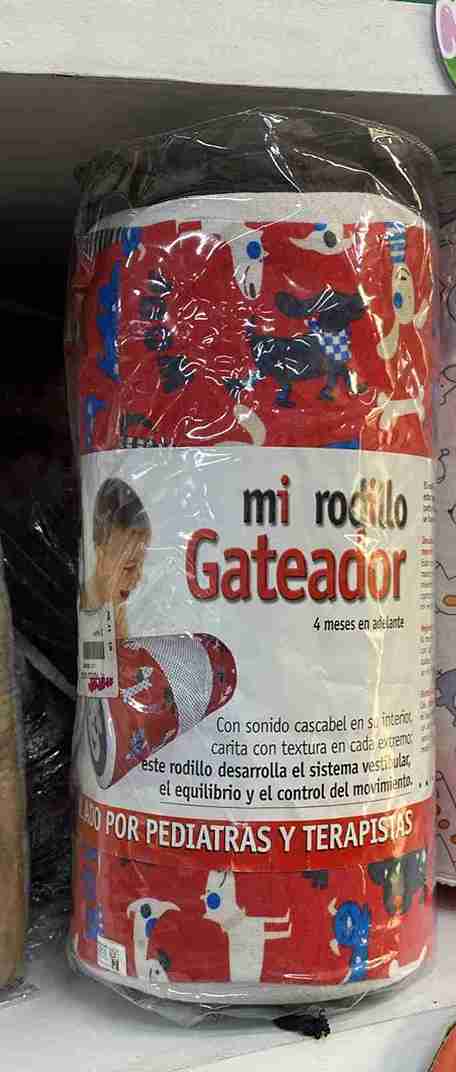 mi rodillo
Gateador
4 meses en adelante
Con sonido cascabel en su interior,
carita con textura en cada extremo:
este rodillo desarrolla el sistema vestibular,
el equilibrio y el control del movimiento.
POR PEDIATRAS Y TERAPISTAS